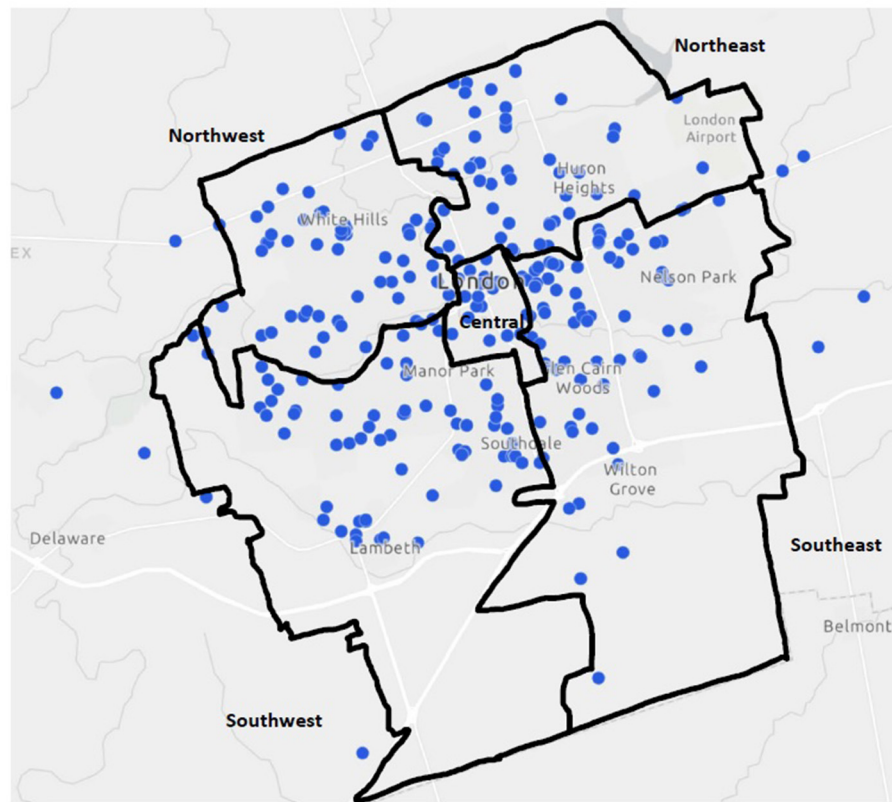 Northeast
London
Airport
Northwest
Huron
Heights
White Hills
EX
Nelson Park
London
Central
Manor Park
Glen Cairn
Woods
Southdale
Wilton
Grove
Delaware
Lambeth
Southeast
Belmont
Southwest